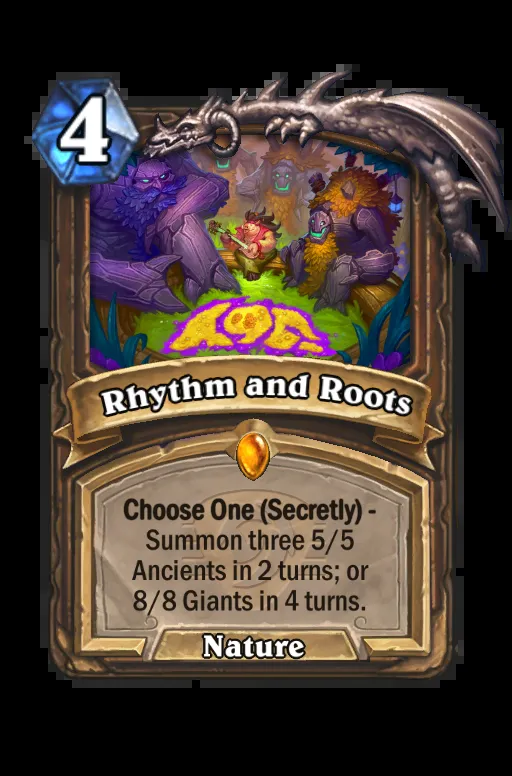 4
Rhythm and Roots
Choose One (Secretly) -
Summon three 5/5
Ancients in 2 turns; or
8/8 Giants in 4 turns.
Nature